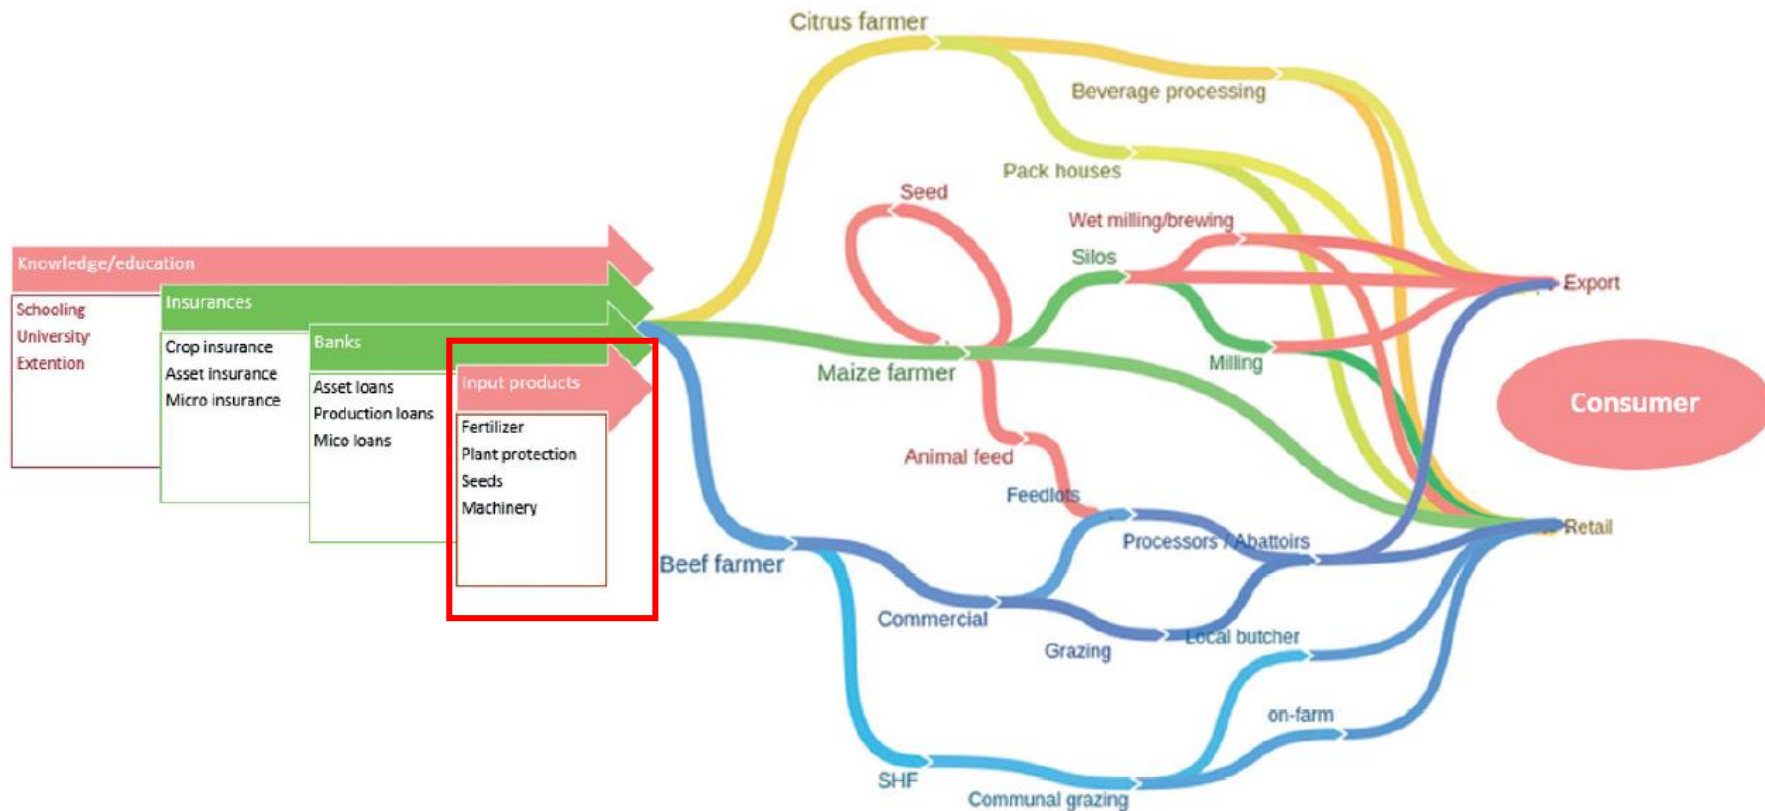 Knowledge/education
Schooling
University
Extention
Insurances
Crop insurance
Asset insurance
Micro insurance
Banks
Asset loans
Production loans
Mico loans
Input products
Fertilizer
Plant protection
Seeds
Machinery
Citrus farmer
Beverage processing
Pack houses
Seed
Wet milling/brewing
Silos
Export
Milling
Maize farmer
Consumer
Animal feed
Feedlots
Retail
Processors / Abattoirs
Beef farmer
Commercial
Local butcher
Grazing
on-farm
SHF
Communal grazing